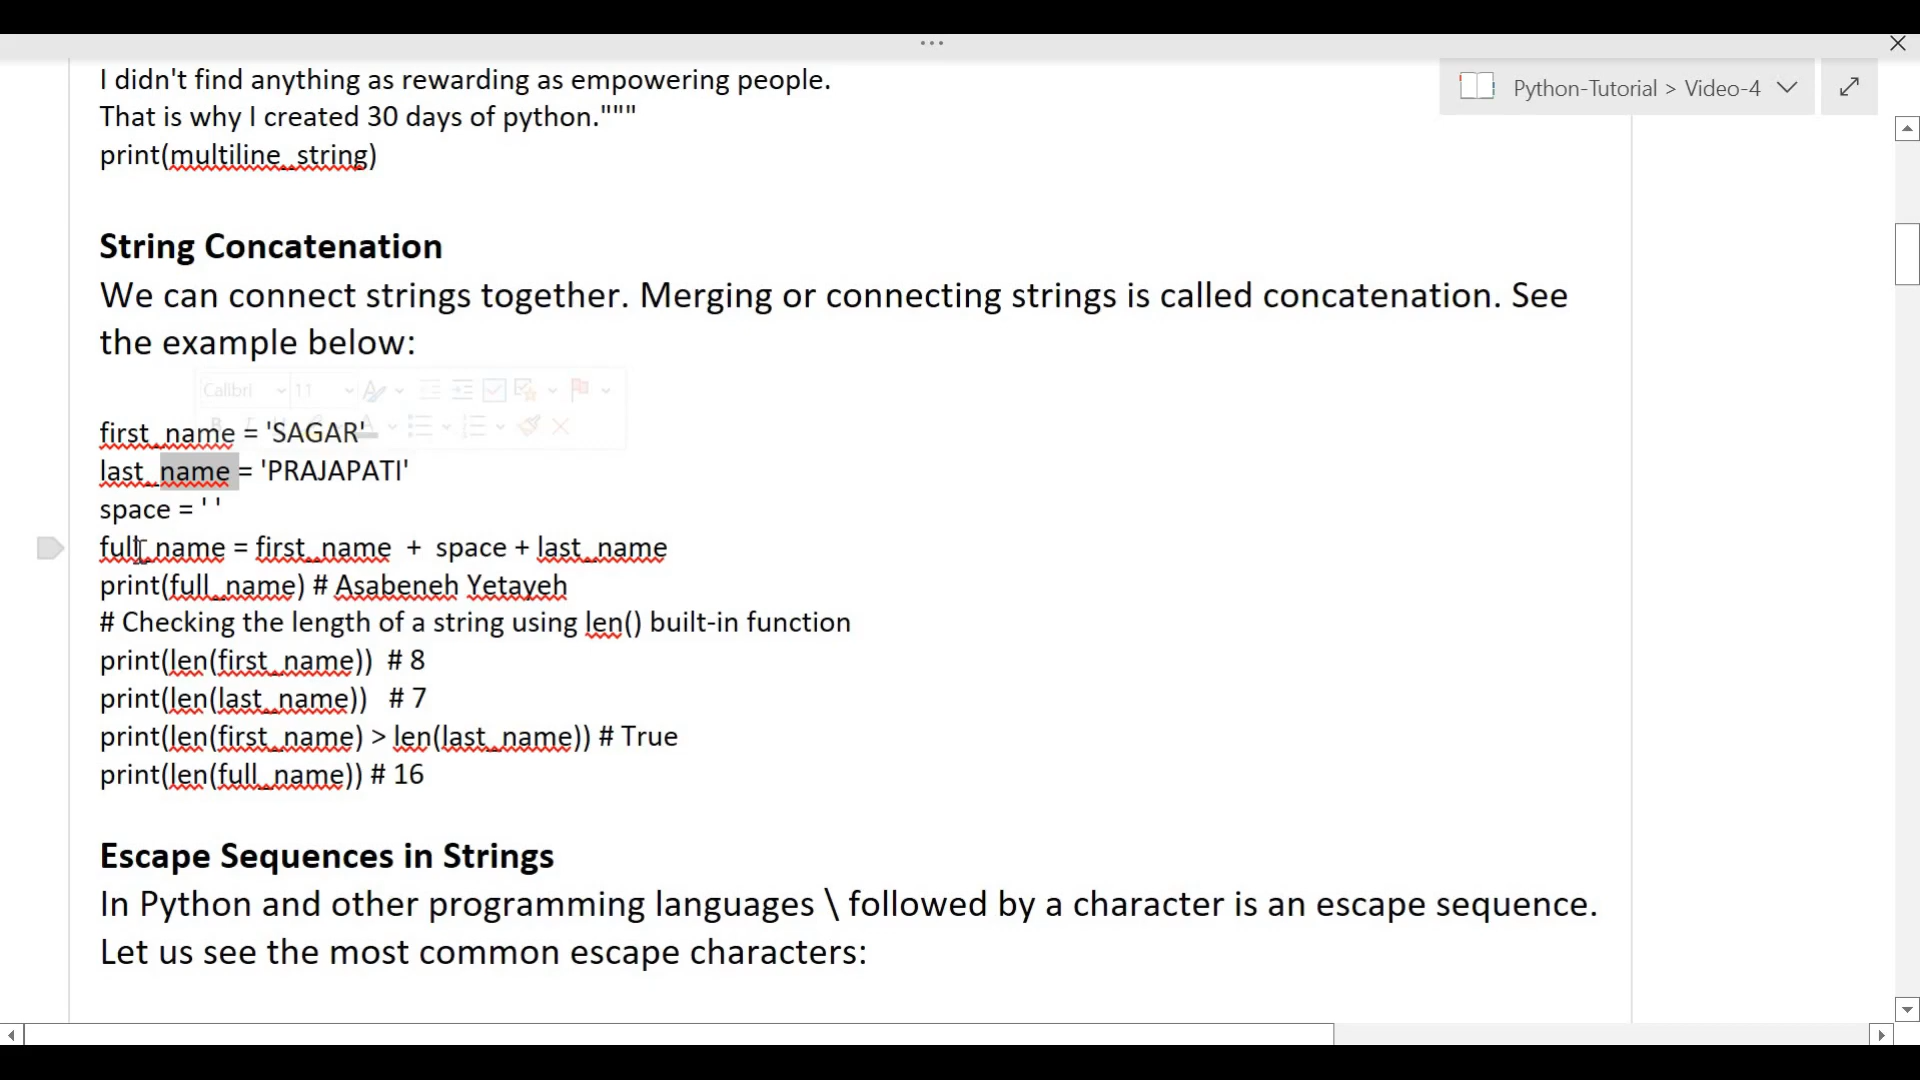 ...
I didn't find anything as rewarding as empowering people.
Python-Tutorial > Video-4
That is why I created 30 days of python."""
print(multiline_string)
String Concatenation
We can connect strings together. Merging or connecting strings is called concatenation. See
the example below:
Calibri 11
first_name = 'SAGAR'
last_name = 'PRAJAPATI'
space = ' '
full_name = first_name  +  space + last_name
print(full_name) # Asabeneh Yetayeh
# Checking the length of a string using len() built-in function
print(len(first_name))  # 8
print(len(last_name))   # 7
print(len(first_name) > len(last_name)) # True
print(len(full_name)) # 16
Escape Sequences in Strings
In Python and other programming languages \ followed by a character is an escape sequence.
Let us see the most common escape characters: